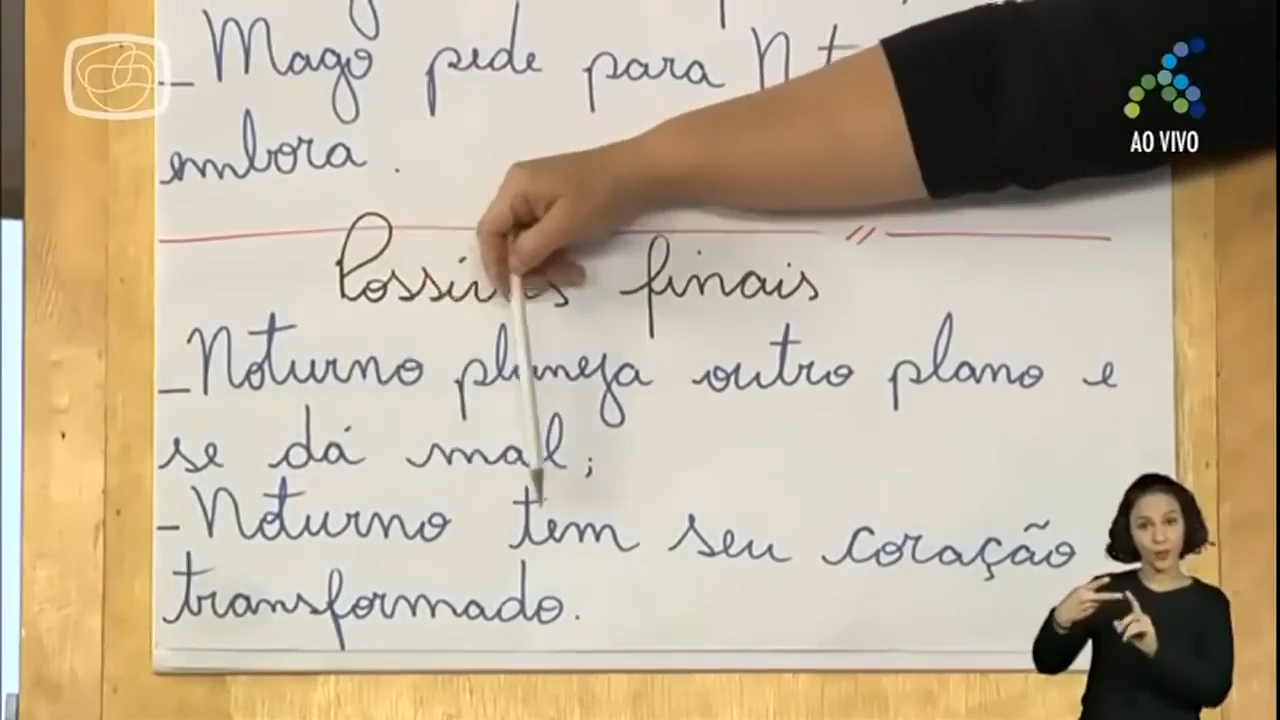 _ Mago pede para
embora.
AO VIVO
finais
_ Noturno planeja outro plano e
se dá mal;
- Noturno tem seu coração
transformado.